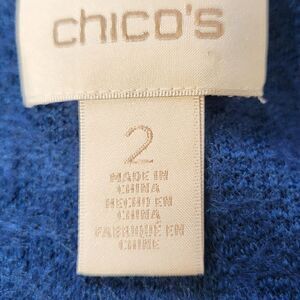 chico's
2
MADE IN
CHINA
HECHO EN
CHINA
FABRIQUÉ EN
CHINE